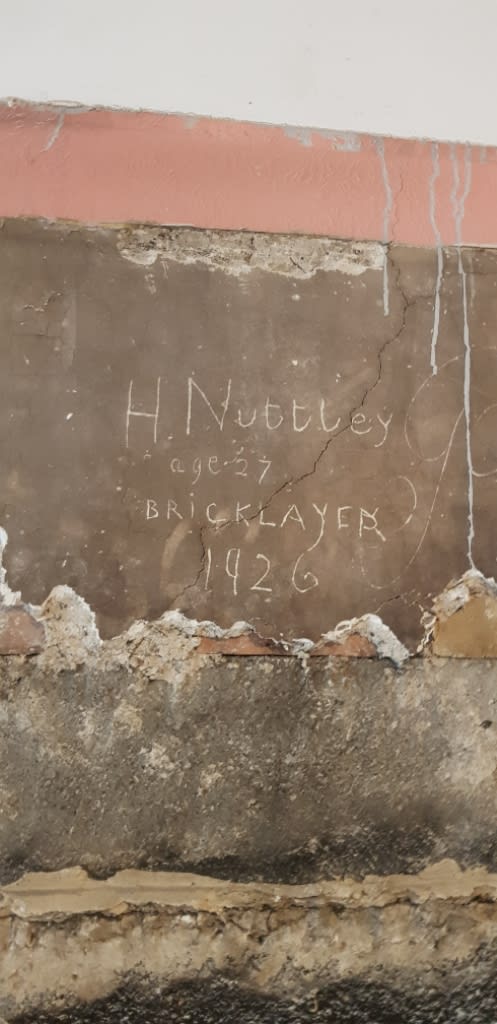 H Nuttley
age 27
BRICKLAYER
1926